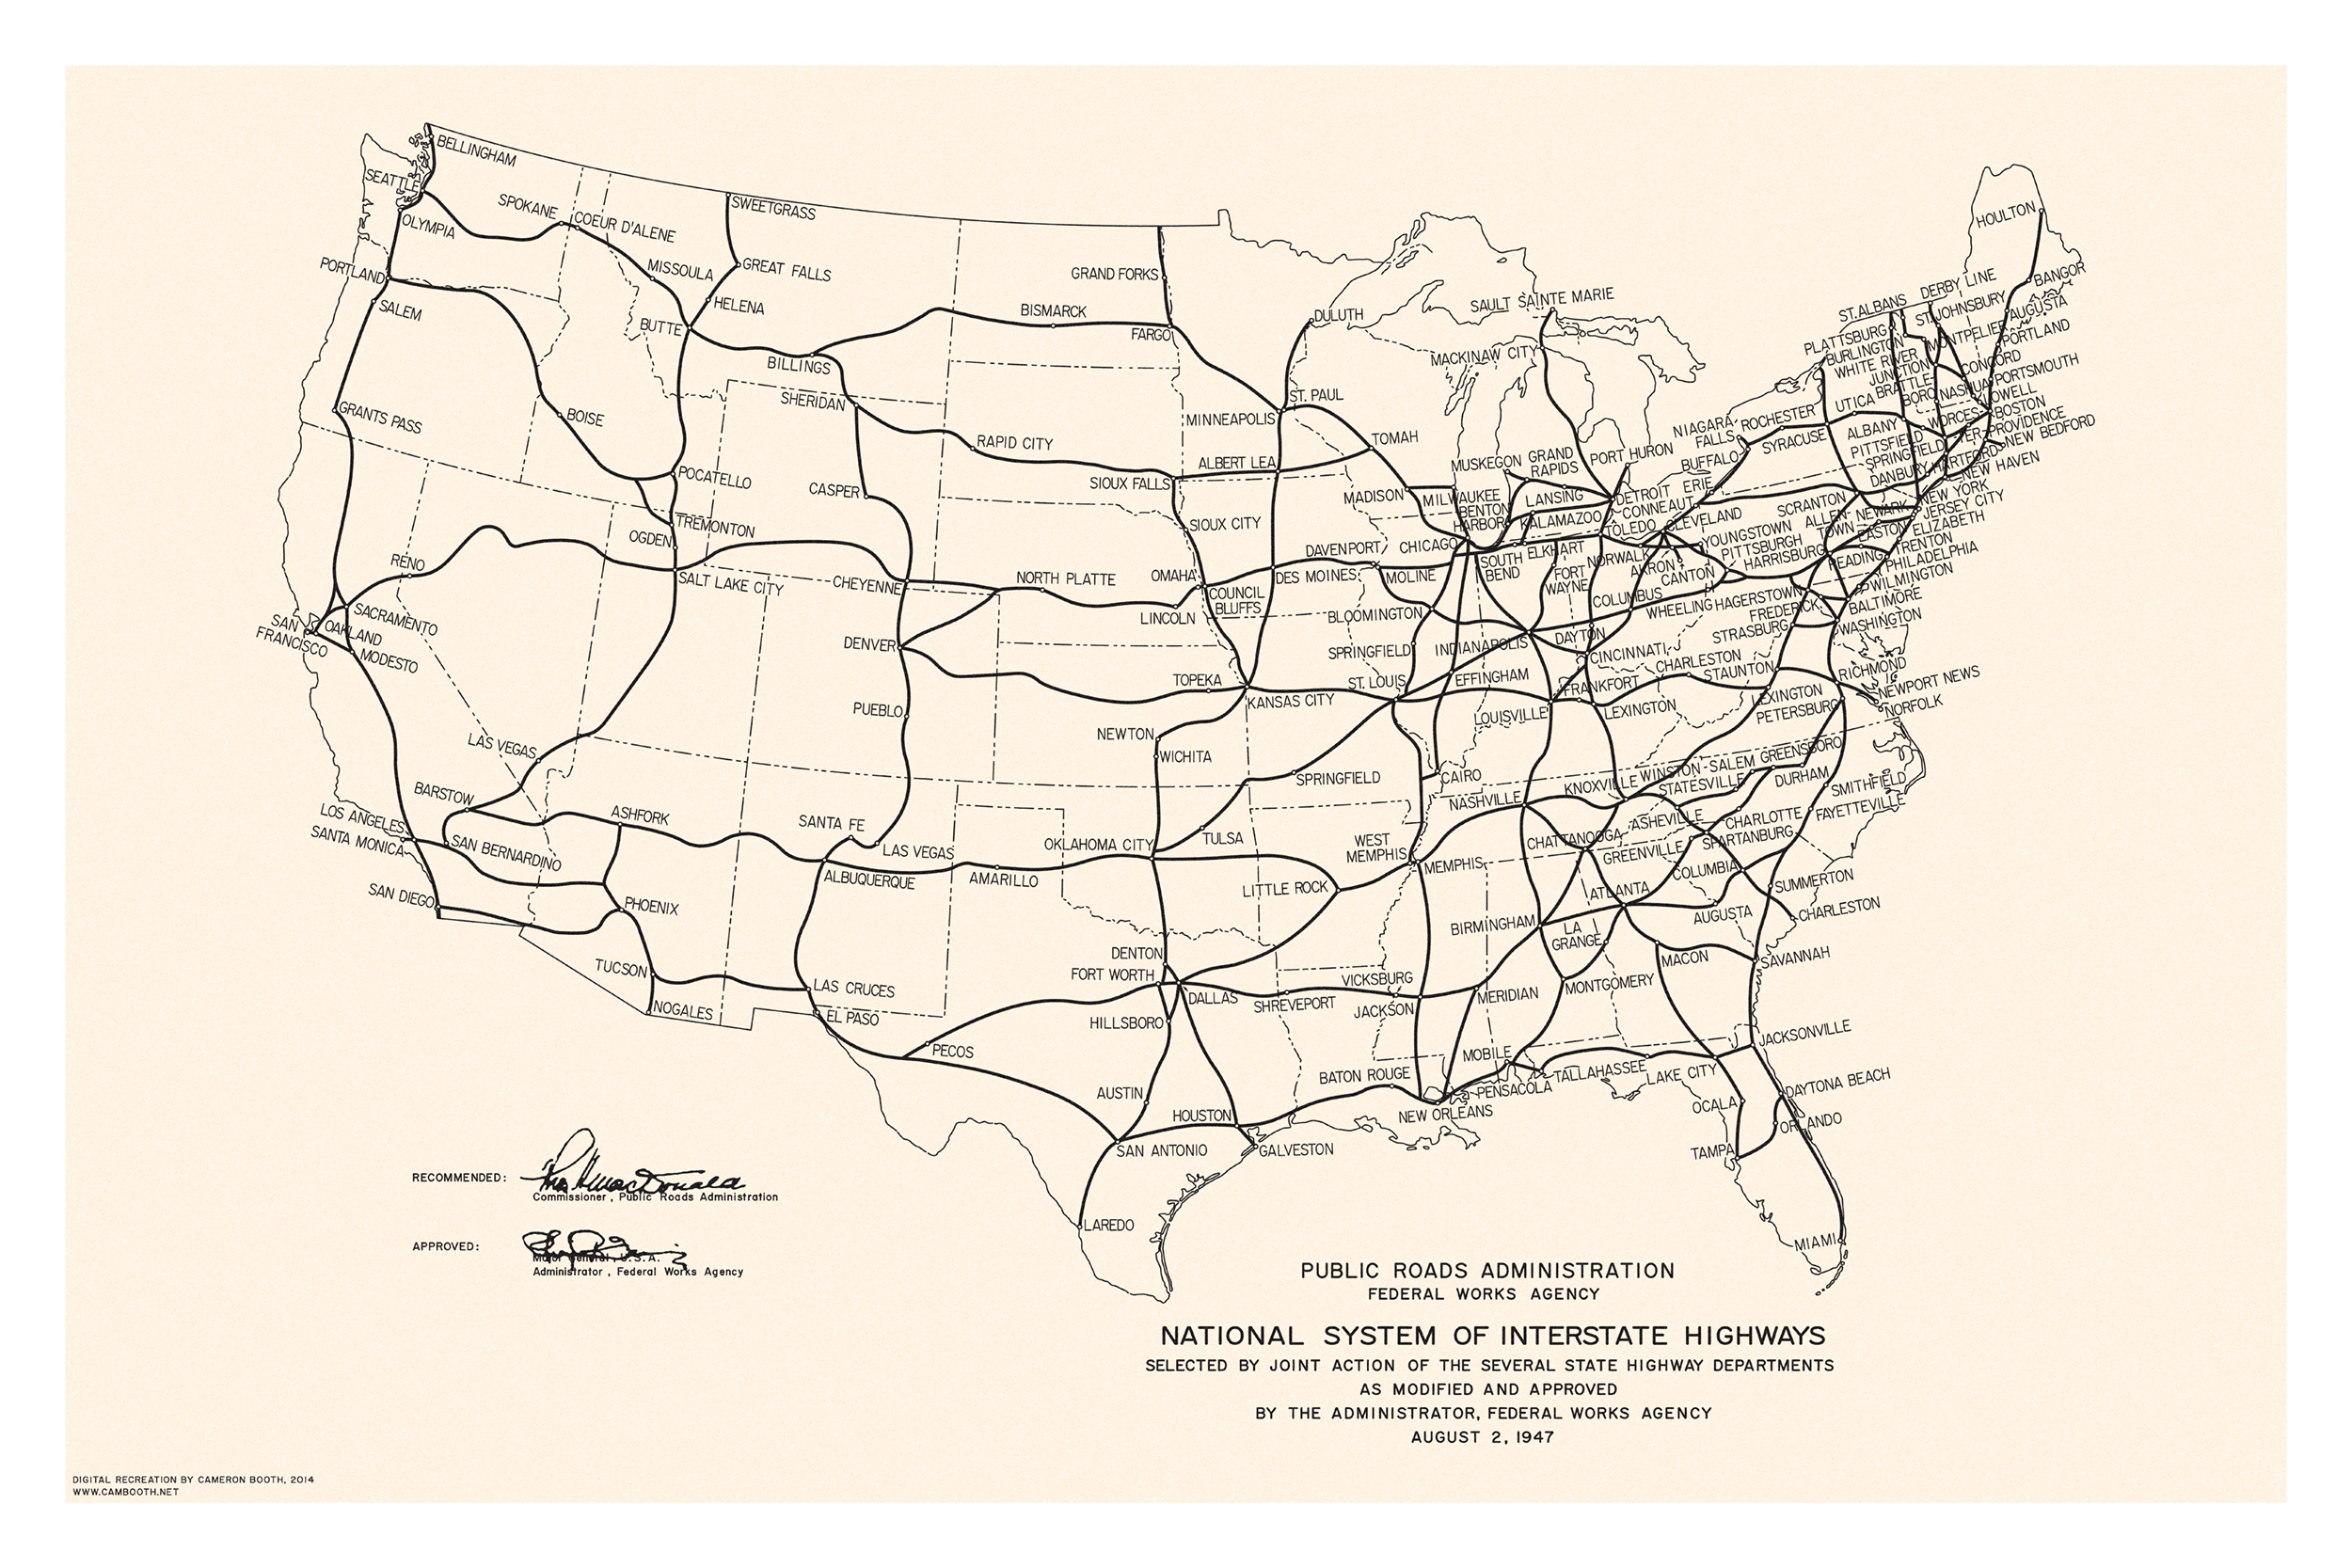 BELLINGHAM
SEATTLE
OLYMPIA
SPOKANE
COEUR D'ALENE
SWEETGRASS
GREAT FALLS
MISSOULA
HELENA
BUTTE
BILLINGS
PORTLAND
SALEM
GRANTS PASS
BOISE
POCATELLO
TREMONTON
OGDEN
SALT LAKE CITY
RENO
SACRAMENTO
SAN
FRANCISCO
OAKLAND
MODESTO
LAS VEGAS
BARSTOW
LOS ANGELES
SANTA MONICA
SAN BERNARDINO
SAN DIEGO
ASHFORK
PHOENIX
TUCSON
NOGALES
SHERIDAN
CASPER
CHEYENNE
DENVER
PUEBLO
SANTA FE
LAS VEGAS
ALBUQUERQUE
LAS CRUCES
EL PASO
PECOS
GRAND FORKS
BISMARCK
FARGO
RAPID CITY
SIOUX FALLS
SIOUX CITY
NORTH PLATTE
OMAHA
LINCOLN
COUNCIL
BLUFFS
TOPEKA
KANSAS CITY
NEWTON
WICHITA
OKLAHOMA CITY
TULSA
AMARILLO
DENTON
FORT WORTH
DALLAS
HILLSBORO
AUSTIN
HOUSTON
SAN ANTONIO
GALVESTON
LAREDO
DULUTH
ST. PAUL
MINNEAPOLIS
ALBERT LEA
TOMAH
MADISON
MILWAUKEE
DAVENPORT
DES MOINES
MOLINE
CHICAGO
BLOOMINGTON
SPRINGFIELD
ST. LOUIS
EFFINGHAM
SPRINGFIELD
CAIRO
WEST
MEMPHIS
MEMPHIS
LITTLE ROCK
VICKSBURG
SHREVEPORT
JACKSON
MERIDIAN
BATON ROUGE
NEW ORLEANS
MOBILE
PENSACOLA
SAULT SAINTE MARIE
MACKINAW CITY
MUSKEGON
GRAND
RAPIDS
PORT HURON
LANSING
DETROIT
BENTON
HARBOR
KALAMAZOO
TOLEDO
SOUTH
BEND
ELKHART
FORT
WAYNE
NORWALK
AKRON
CANTON
CLEVELAND
CONNEAUT
ERIE
YOUNGSTOWN
PITTSBURGH
COLUMBUS
WHEELING
INDIANAPOLIS
DAYTON
CINCINNATI
CHARLESTON
FRANKFORT
LEXINGTON
LOUISVILLE
NASHVILLE
KNOXVILLE
CHATTANOOGA
ASHEVILLE
GREENVILLE
SPARTANBURG
CHARLOTTE
STATESVILLE
WINSTON-SALEM
GREENSBORO
DURHAM
SMITHFIELD
FAYETTEVILLE
COLUMBIA
SUMMERTON
CHARLESTON
AUGUSTA
ATLANTA
BIRMINGHAM
LA
GRANGE
MONTGOMERY
MACON
SAVANNAH
JACKSONVILLE
TALLAHASSEE
LAKE CITY
DAYTONA BEACH
OCALA
ORLANDO
TAMPA
MIAMI
HOULTON
BANGOR
AUGUSTA
PORTLAND
DERBY LINE
ST. ALBANS
ST. JOHNSBURY
MONTPELIER
PLATTSBURG
BURLINGTON
WHITE RIVER
JUNCTION
BRATTLE-
BORO
CONCORD
NASHUA
PORTSMOUTH
LOWELL
BOSTON
WORCES-
TER
PROVIDENCE
NEW BEDFORD
NIAGARA
FALLS
ROCHESTER
UTICA
BUFFALO
SYRACUSE
ALBANY
PITTSFIELD
SPRINGFIELD
DANBURY
HARTFORD
NEW HAVEN
SCRANTON
NEW YORK
JERSEY CITY
NEWARK
ELIZABETH
ALLEN-
TOWN
EASTON
TRENTON
HARRISBURG
READING
PHILADELPHIA
WILMINGTON
HAGERSTOWN
FREDERICK
BALTIMORE
WASHINGTON
STRASBURG
STAUNTON
RICHMOND
NEWPORT NEWS
NORFOLK
LEXINGTON
PETERSBURG
RECOMMENDED:
Commissioner, Public Roads Administration
APPROVED:
Major General, U.S.A.
Administrator, Federal Works Agency
PUBLIC ROADS ADMINISTRATION
FEDERAL WORKS AGENCY
NATIONAL SYSTEM OF INTERSTATE HIGHWAYS
SELECTED BY JOINT ACTION OF THE SEVERAL STATE HIGHWAY DEPARTMENTS
AS MODIFIED AND APPROVED
BY THE ADMINISTRATOR, FEDERAL WORKS AGENCY
AUGUST 2, 1947
DIGITAL RECREATION BY CAMERON BOOTH, 2014
WWW.CAMBOOTH.NET